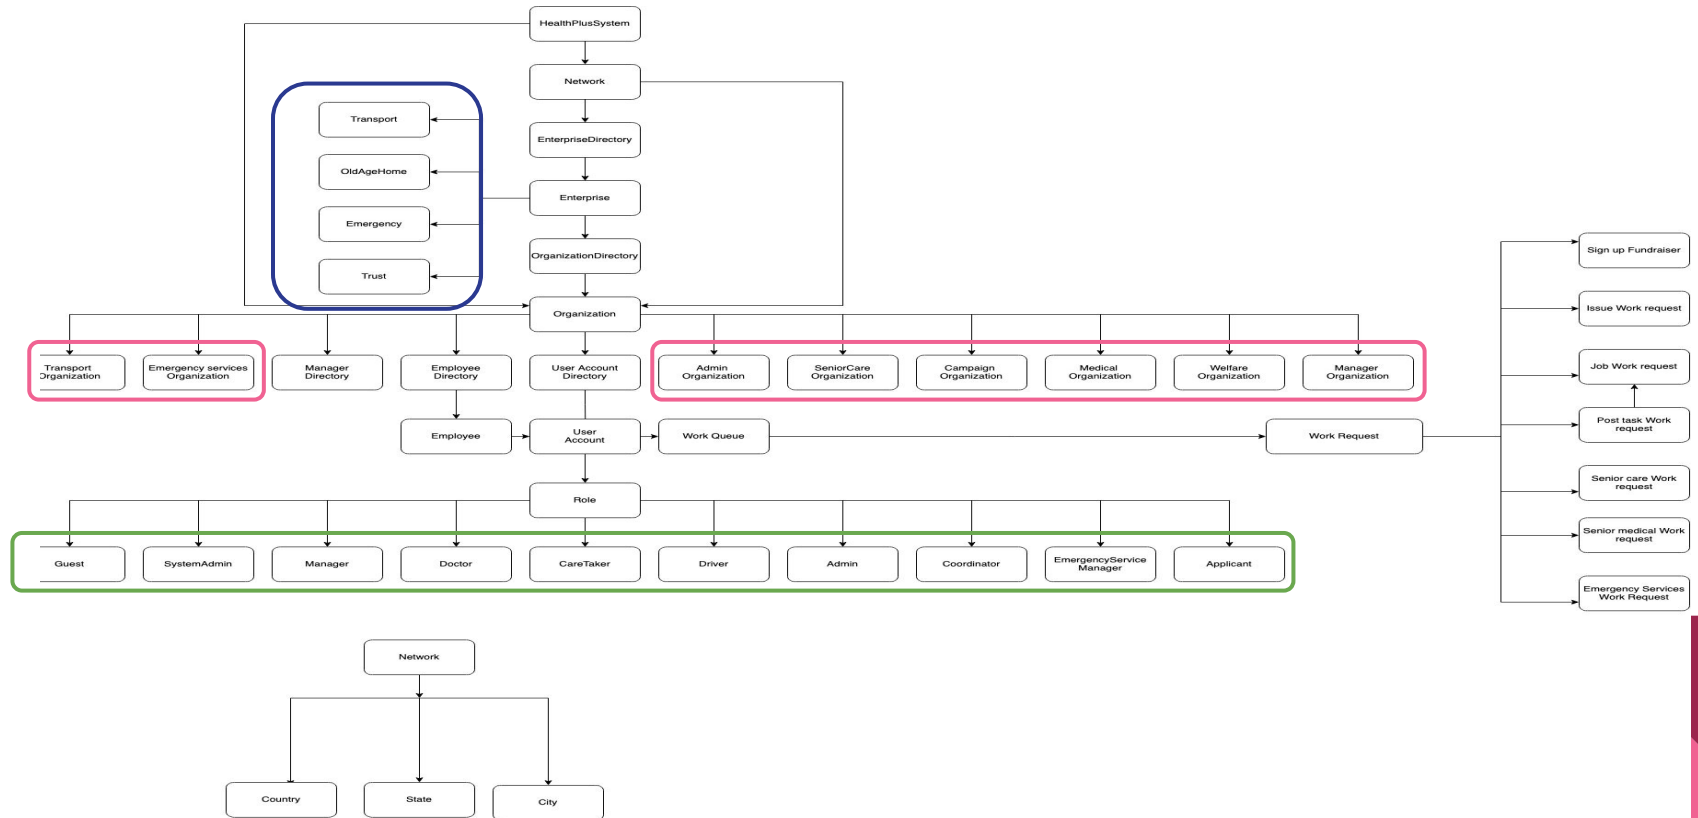 HealthPlusSystem
Network
EnterpriseDirectory
Transport
OldAgeHome
Enterprise
Emergency
OrganizationDirectory
Sign up Fundraiser
Trust
Organization
Issue Work request
Transport
Organization
Emergency services
Organization
Manager
Directory
Employee
Directory
User Account
Directory
Admin
Organization
SeniorCare
Organization
Campaign
Organization
Medical
Organization
Welfare
Organization
Manager
Organization
Job Work request
Employee
User
Account
Work Queue
Work Request
Post task Work
request
Senior care Work
request
Role
Senior medical Work
request
Guest
SystemAdmin
Manager
Doctor
CareTaker
Driver
Admin
Coordinator
EmergencyService
Manager
Applicant
Emergency Services
Work Request
Network
Country
State
City